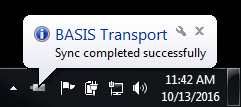 BASIS Transport
Sync completed successfully
11:42 AM
10/13/2016